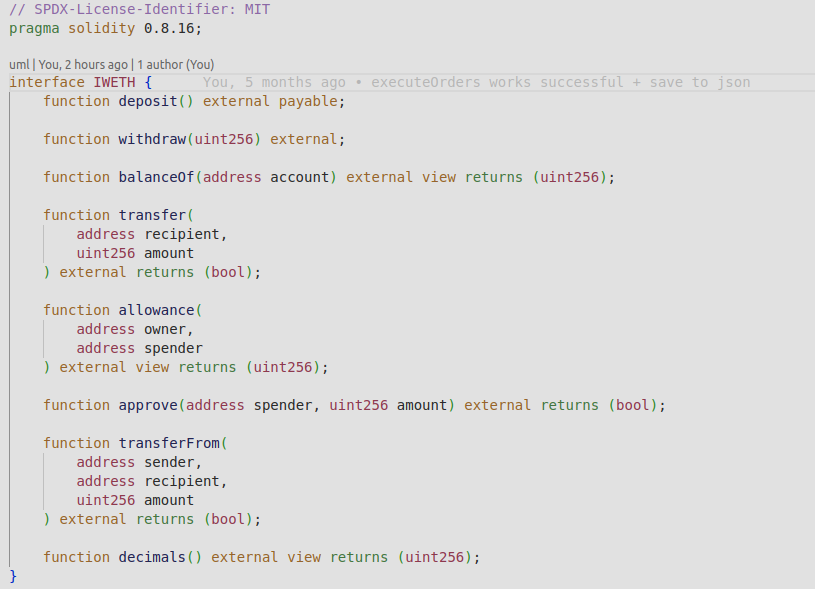 // SPDX-License-Identifier: MIT
pragma solidity 0.8.16;
uml | You, 2 hours ago | 1 author (You)
interface IWETH {      You, 5 months ago • executeOrders works successful + save to json
    function deposit() external payable;

    function withdraw(uint256) external;

    function balanceOf(address account) external view returns (uint256);

    function transfer(
        address recipient,
        uint256 amount
    ) external returns (bool);

    function allowance(
        address owner,
        address spender
    ) external view returns (uint256);

    function approve(address spender, uint256 amount) external returns (bool);

    function transferFrom(
        address sender,
        address recipient,
        uint256 amount
    ) external returns (bool);

    function decimals() external view returns (uint256);
}